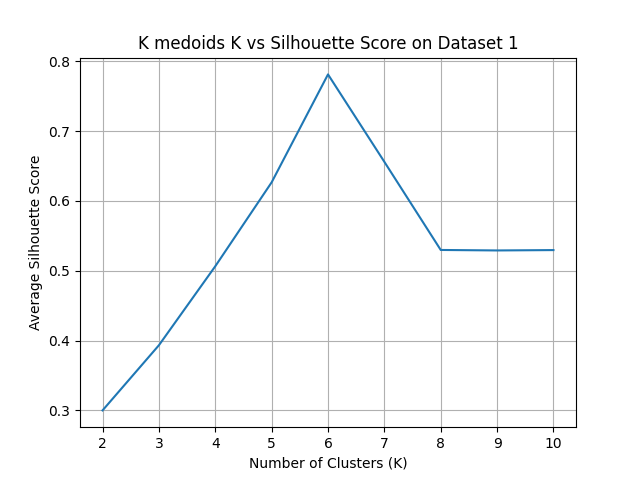 K medoids K vs Silhouette Score on Dataset 1
Average Silhouette Score
0.8
0.7
0.6
0.5
0.4
0.3
2 3 4 5 6 7 8 9 10
Number of Clusters (K)